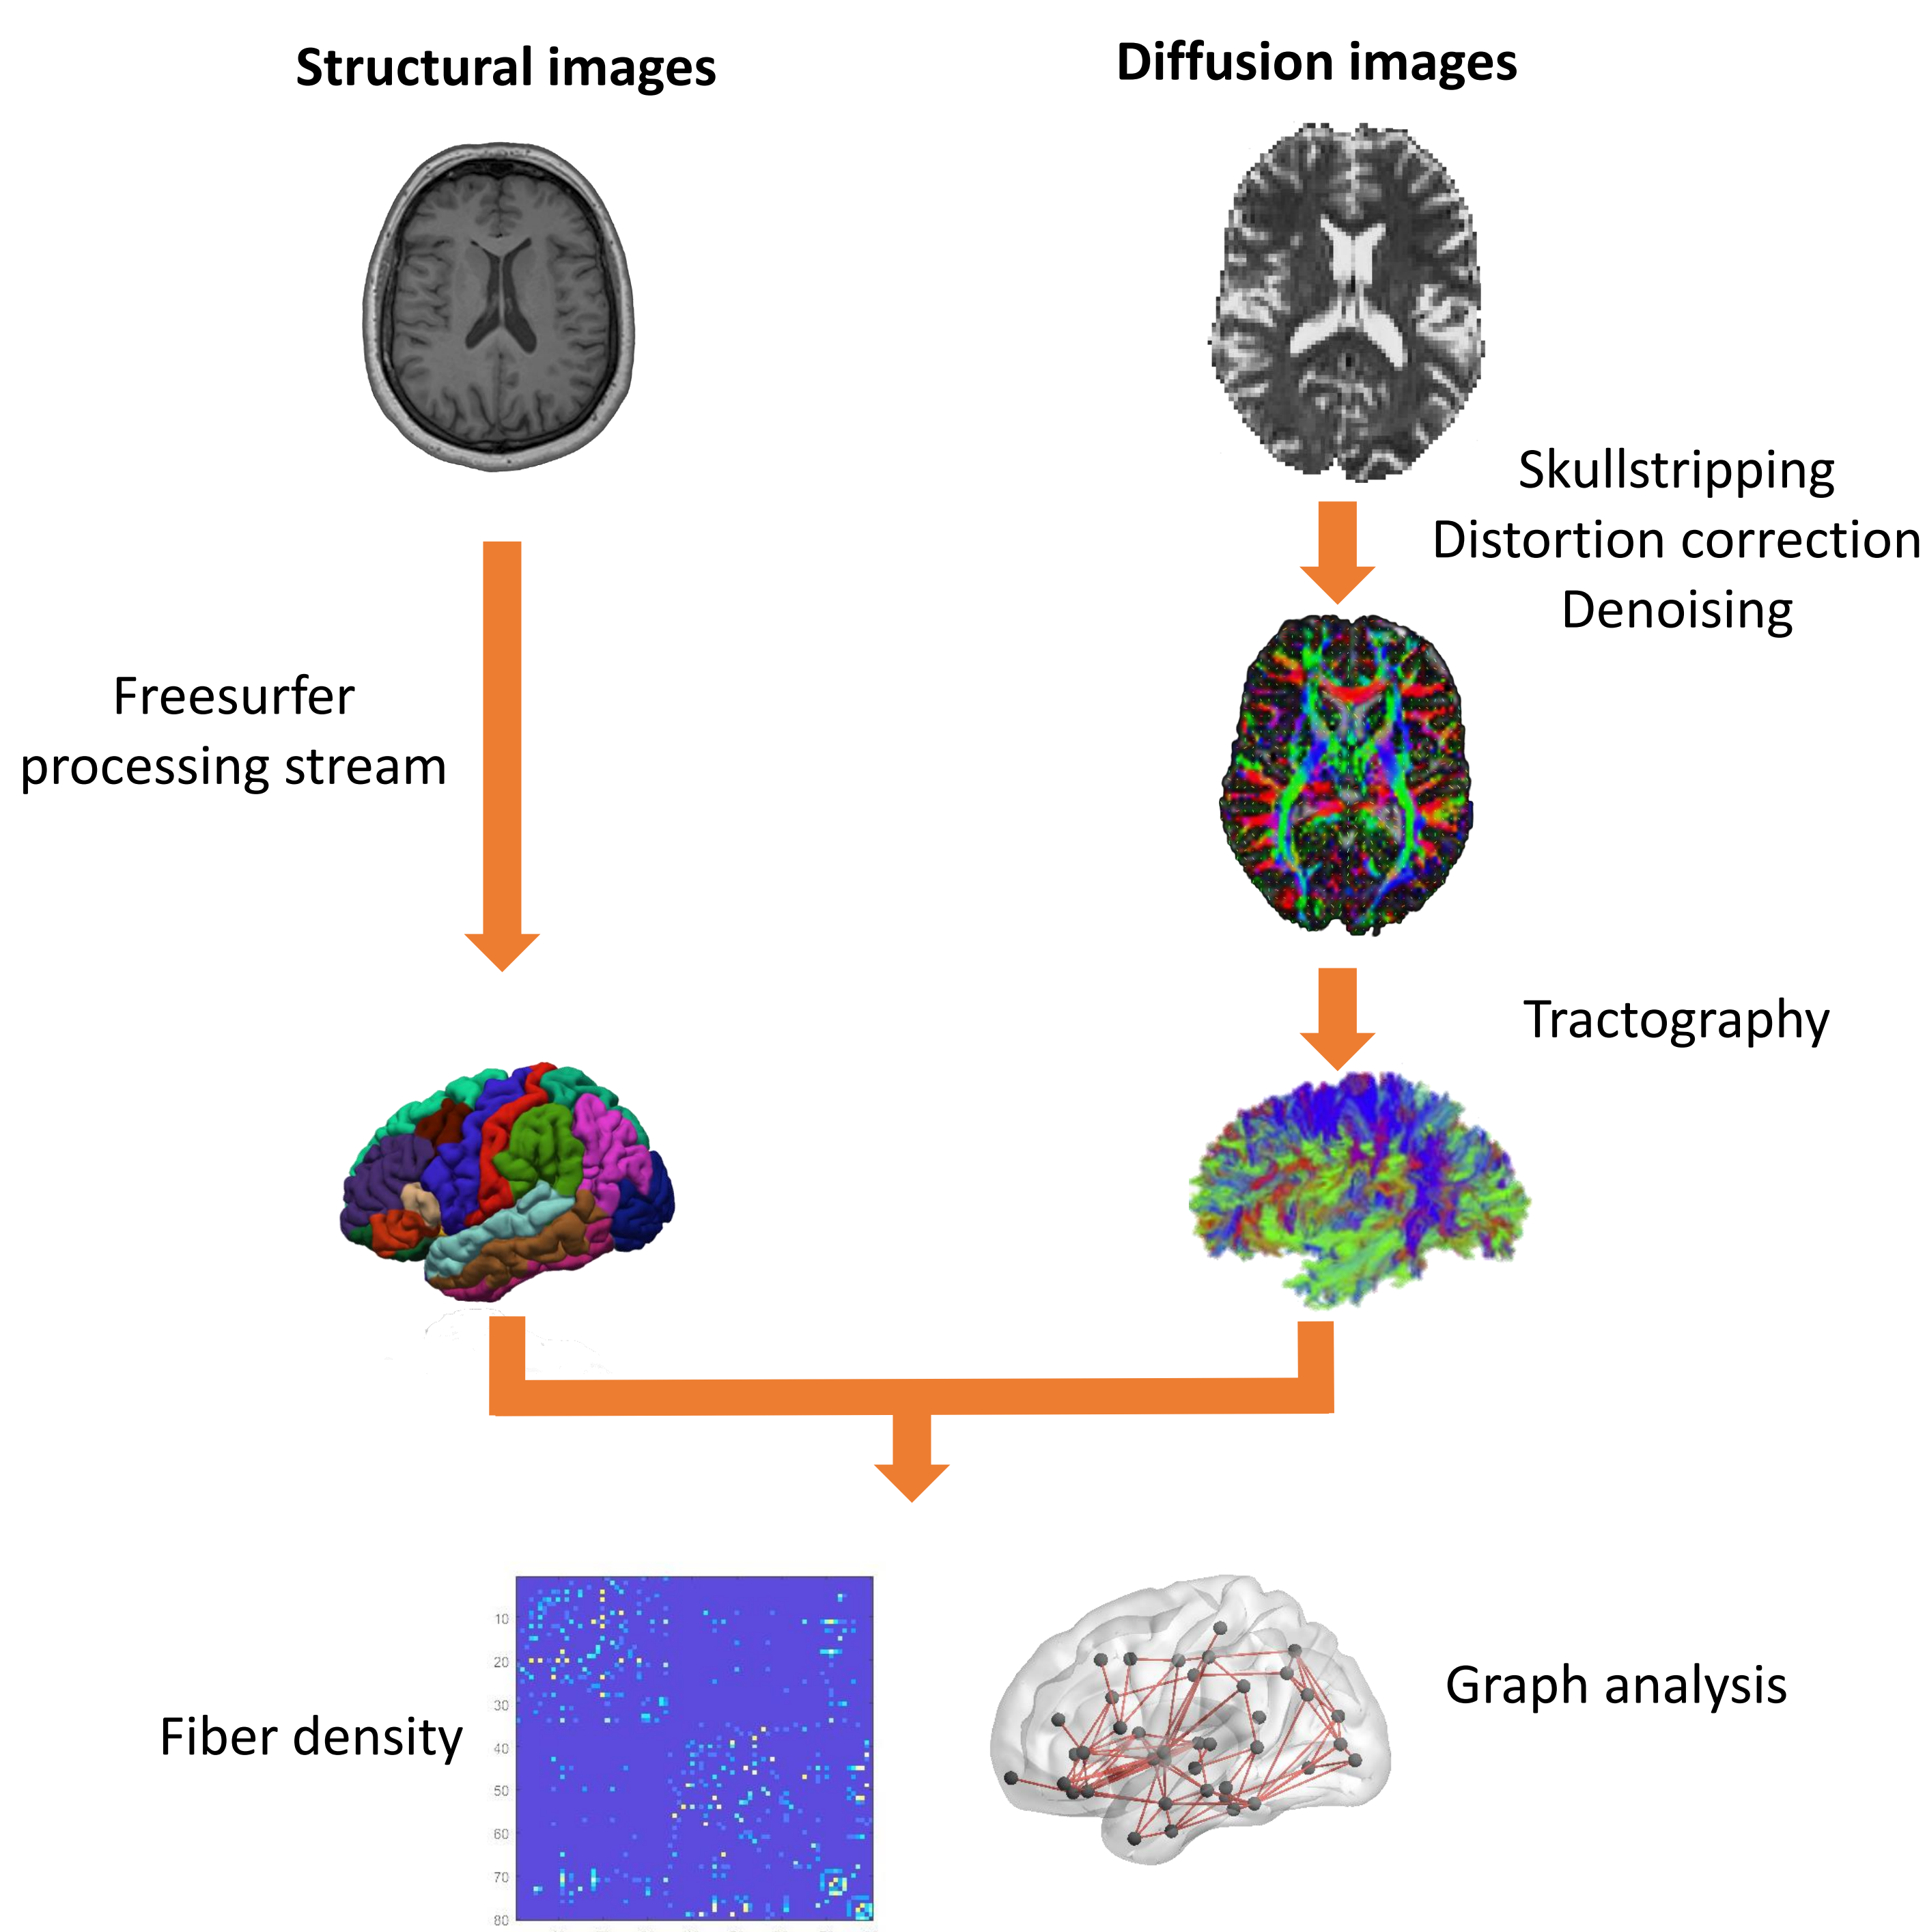 Structural images
Diffusion images
Skullstripping
Distortion correction
Denoising
Freesurfer
processing stream
Tractography
Fiber density
10
20
30
40
50
60
70
80
Graph analysis